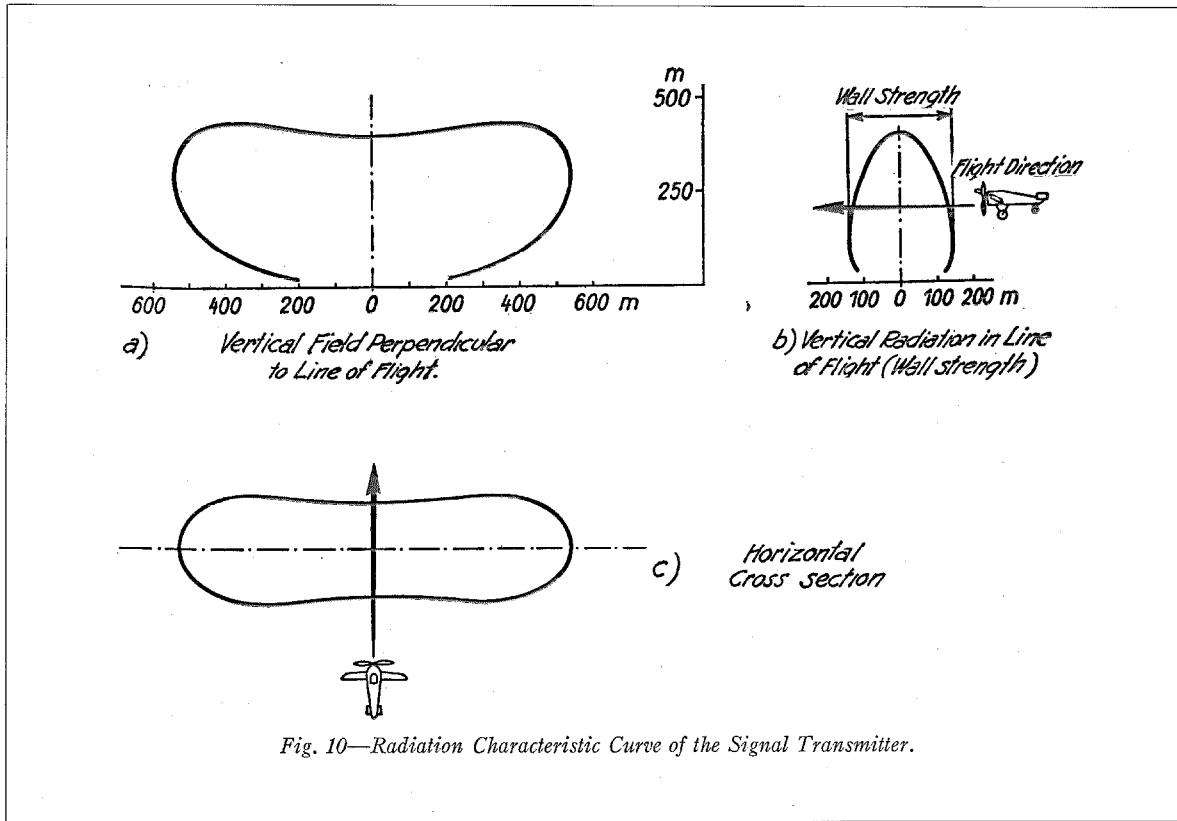 m
500
250
600 400 200 0 200 400 600 m
a) Vertical Field Perpendicular
to Line of Flight.
Wall Strength
Flight Direction
200 100 0 100 200 m
b) Vertical Radiation in Line
of Flight (Wall strength)
c) Horizontal
Cross section
Fig. 10—Radiation Characteristic Curve of the Signal Transmitter.